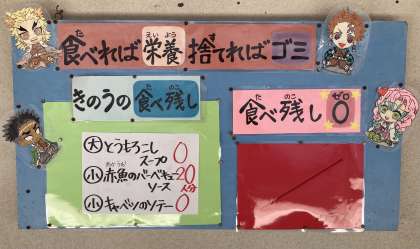 食べれば栄養捨てればゴミ
きのうの食べ残し
食べ残し0
大とうもろこしスープ 0
小赤魚のバーベキューソース 20人分
小キャベツのソテー 0